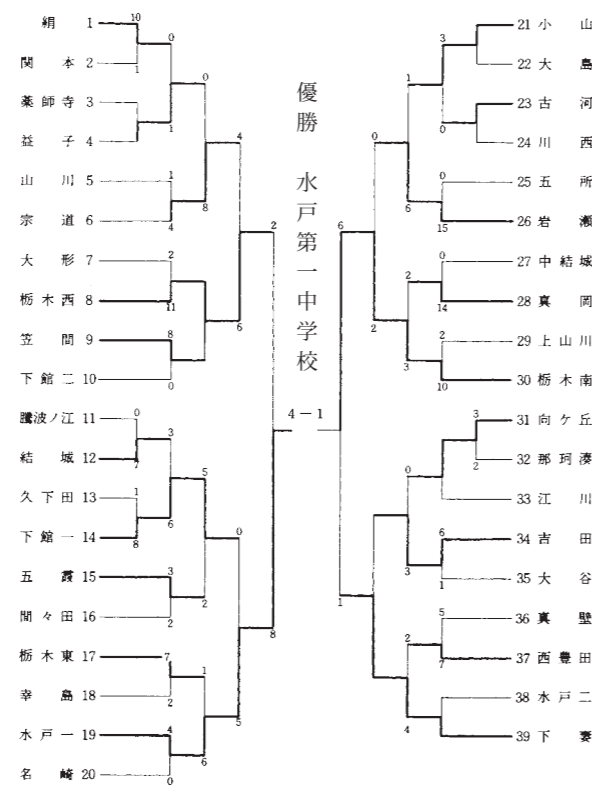 優勝　水戸第一中学校
4－1
絹 1
関本 2
薬師寺 3
益子 4
山川 5
宗道 6
大形 7
栃木西 8
笠間 9
下館二 10
騰波ノ江 11
結城 12
久下田 13
下館一 14
五霞 15
間々田 16
栃木東 17
幸島 18
水戸一 19
名崎 20
10
1
0
1
0
1
4
8
4
2
11
8
0
6
2
0
7
3
1
8
6
5
3
2
2
0
8
7
2
1
4
0
6
5
21 小山
22 大島
23 古河
24 川西
25 五所
26 岩瀬
27 中結城
28 真岡
29 上山川
30 栃木南
31 向ケ丘
32 那珂湊
33 江川
34 吉田
35 大谷
36 真壁
37 西豊田
38 水戸二
39 下妻
3
0
1
0
15
6
0
6
0
14
2
2
10
3
2
3
2
0
6
1
3
1
5
7
2
4